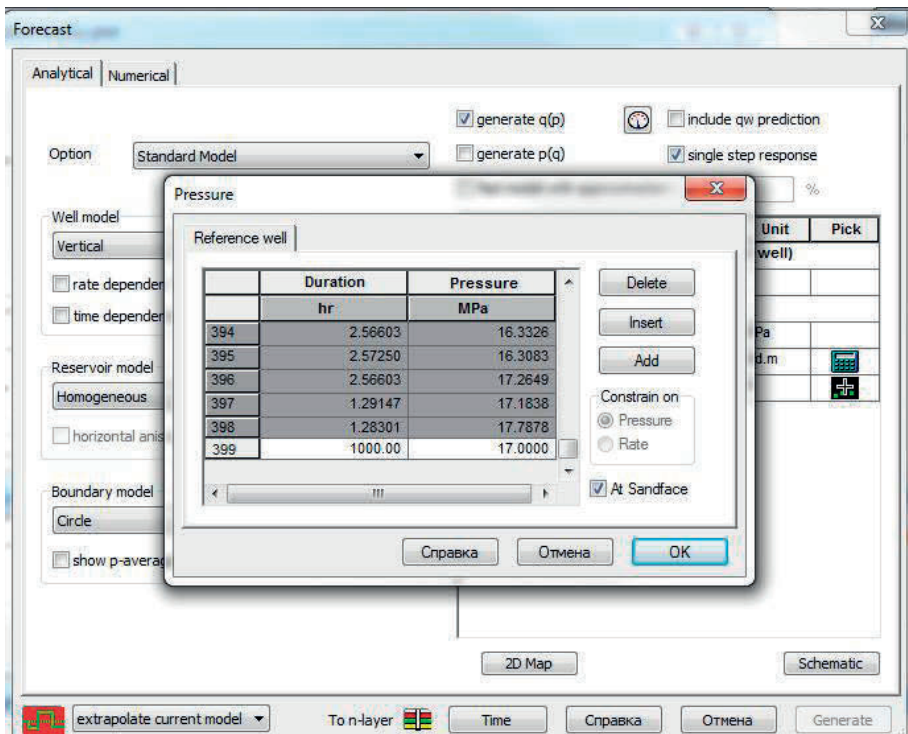 Forecast
Analytical Numerical
generate q(p) include qw prediction
Option Standard Model generate p(q) single step response
%
Pressure
Well model
Vertical
Reference well
Unit Pick
well)
rate depender
time depender
Duration Pressure
hr MPa
394 2.56603 16.3326
395 2.57250 16.3083
396 2.56603 17.2649
397 1.29147 17.1838
398 1.28301 17.7878
399 1000.00 17.0000
Delete
Insert
Add
Constrain on
Pressure
Rate
At Sandface
Pa
d.m
Reservoir model
Homogeneous
horizontal anis
Boundary model
Circle
show p-averag
Справка Отмена OK
2D Map Schematic
extrapolate current model To n-layer Time Справка Отмена Generate